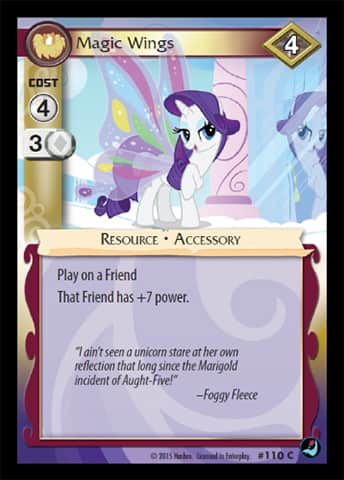 Magic Wings
4
COST
4
3
RESOURCE • ACCESSORY
Play on a Friend
That Friend has +7 power.
“I ain’t seen a unicorn stare at her own
reflection that long since the Marigold
incident of Aught-Five!”
–Foggy Fleece
© 2015 Hasbro. Licensed to Enterplay. #110 C